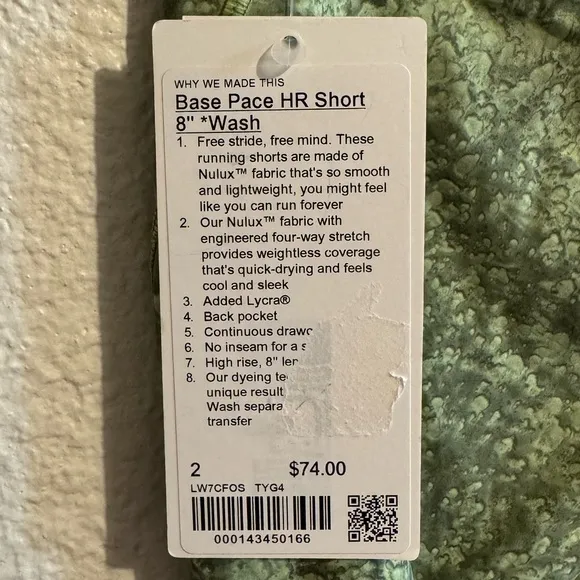 WHY WE MADE THIS
Base Pace HR Short
8" *Wash
1. Free stride, free mind. These
running shorts are made of
Nulux™ fabric that's so smooth
and lightweight, you might feel
like you can run forever
2. Our Nulux™ fabric with
engineered four-way stretch
provides weightless coverage
that's quick-drying and feels
cool and sleek
3. Added Lycra®
4. Back pocket
5. Continuous
6. No inseam for a
7. High rise, 8"
8. Our dyeing
unique result
Wash
transfer
2 $74.00
LW7CFOS TYG4
000143450166